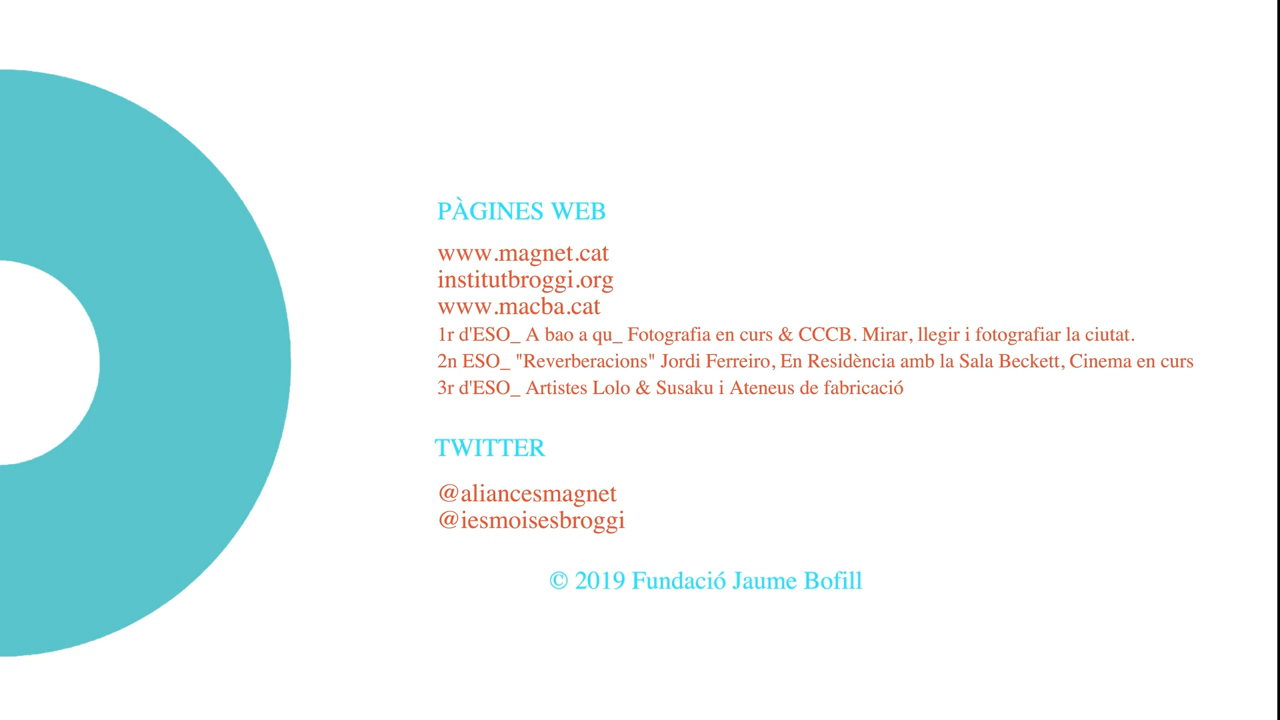 PÀGINES WEB
www.magnet.cat
institutbroggi.org
www.macba.cat
1r d'ESO_ A bao a qu_ Fotografia en curs & CCCB. Mirar, llegir i fotografiar la ciutat.
2n ESO_ "Reverberacions" Jordi Ferreiro, En Residència amb la Sala Beckett, Cinema en curs
3r d'ESO_ Artistes Lolo & Susaku i Ateneus de fabricació
TWITTER
@aliancesmagnet
@iesmoisesbroggi
© 2019 Fundació Jaume Bofill